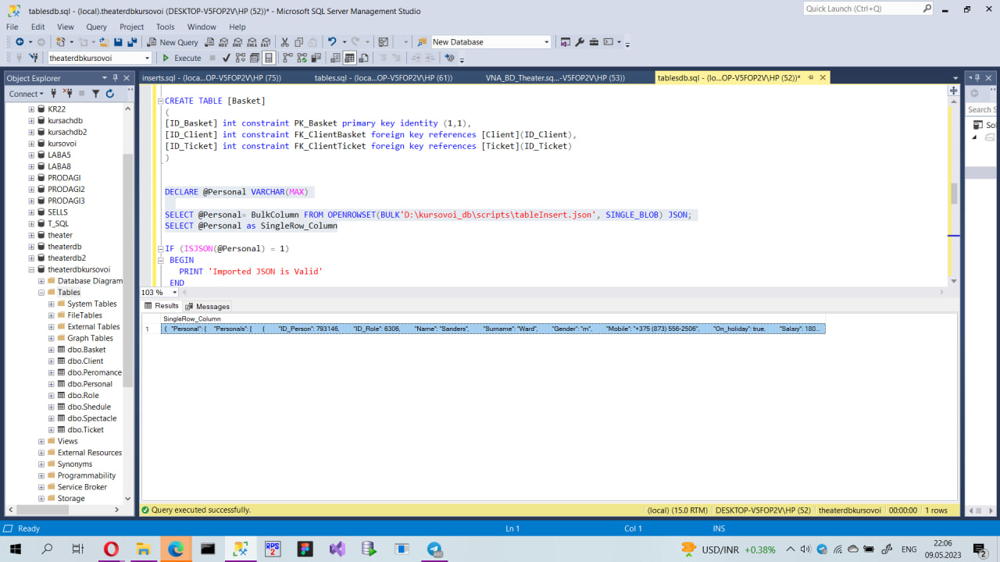 tablesdb.sql - (local).theaterdbkursovoi (DESKTOP-V5FOP2V\HP (52))* - Microsoft SQL Server Management Studio
Quick Launch (Ctrl+Q)
File Edit View Query Project Tools Window Help
New Query
New Database
theaterdbkursovoi
Execute
Object Explorer
inserts.sql - (loca...OP-V5FOP2V\HP (75))
tables.sql - (loca...OP-V5FOP2V\HP (61))
VNA_BD_Theater.sq...-V5FOP2V\HP (53))
tablesdb.sql - (lo...OP-V5FOP2V\HP (52))*
Connect
KR22
kursachdb
kursachdb2
kursovoi
LABA5
LABA8
PRODAGI
PRODAGI2
PRODAGI3
SELLS
T_SQL
theater
theaterdb
theaterdb2
theaterdbkursovoi
Database Diagram
Tables
System Tables
FileTables
External Tables
Graph Tables
dbo.Basket
dbo.Client
dbo.Peromance
dbo.Personal
dbo.Role
dbo.Shedule
dbo.Spectacle
dbo.Ticket
Views
External Resources
Synonyms
Programmability
Service Broker
Storage
CREATE TABLE [Basket]
(
[ID_Basket] int constraint PK_Basket primary key identity (1,1),
[ID_Client] int constraint FK_ClientBasket foreign key references [Client](ID_Client),
[ID_Ticket] int constraint FK_ClientTicket foreign key references [Ticket](ID_Ticket)
)
DECLARE @Personal VARCHAR(MAX)
SELECT @Personal= BulkColumn FROM OPENROWSET(BULK'D:\kursovoi_db\scripts\tableInsert.json', SINGLE_BLOB) JSON;
SELECT @Personal as SingleRow_Column
IF (ISJSON(@Personal) = 1)
BEGIN
PRINT 'Imported JSON is Valid'
END
103 %
Results Messages
SingleRow_Column
1 { "Personal": { "Personals": [ { "ID_Person": 793146, "ID_Role": 6306, "Name": "Sanders", "Surname": "Ward", "Gender": "m", "Mobile": "+375 (873) 556-2506", "On_holiday": true, "Salary": 180...
Query executed successfully.
(local) (15.0 RTM) DESKTOP-V5FOP2V\HP (52) theaterdbkursovoi 00:00:00 1 rows
Search S
Sol
Ready
Ln 1
Col 1
INS
RPS
2
480
USD/INR +0.38%
ENG
22:06
09.05.2023
2